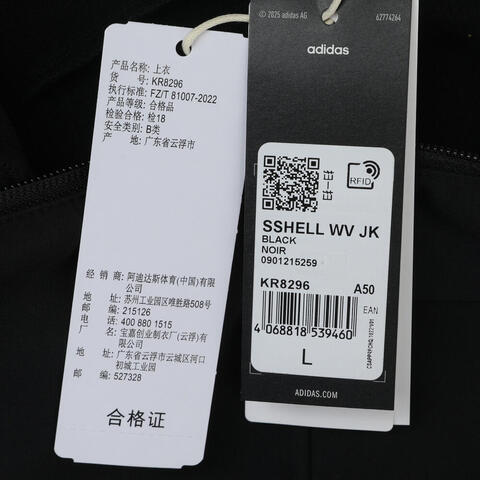 产品名称: 上衣
货 号: KR8296
执行标准: FZ/T 81007-2022
产品等级: 合格品
检验合格: 检18
安全类别: B类
产 地: 广东省云浮市
经 销 商: 阿迪达斯体育(中国)有限公司
地 址: 苏州工业园区唯胜路508号
邮 编: 215126
电 话: 400 880 1515
厂 名: 宝嘉创业制衣厂(云浮)有限公司
地 址: 广东省云浮市云城区河口初城工业园
邮 编: 527328
合格证
©2025 adidas AG
62774264
adidas
RFID
SSHELL WV JK
BLACK
NOIR
0901215259
KR8296 A50
EAN
4 068818 539460
L
ADIDAS.COM